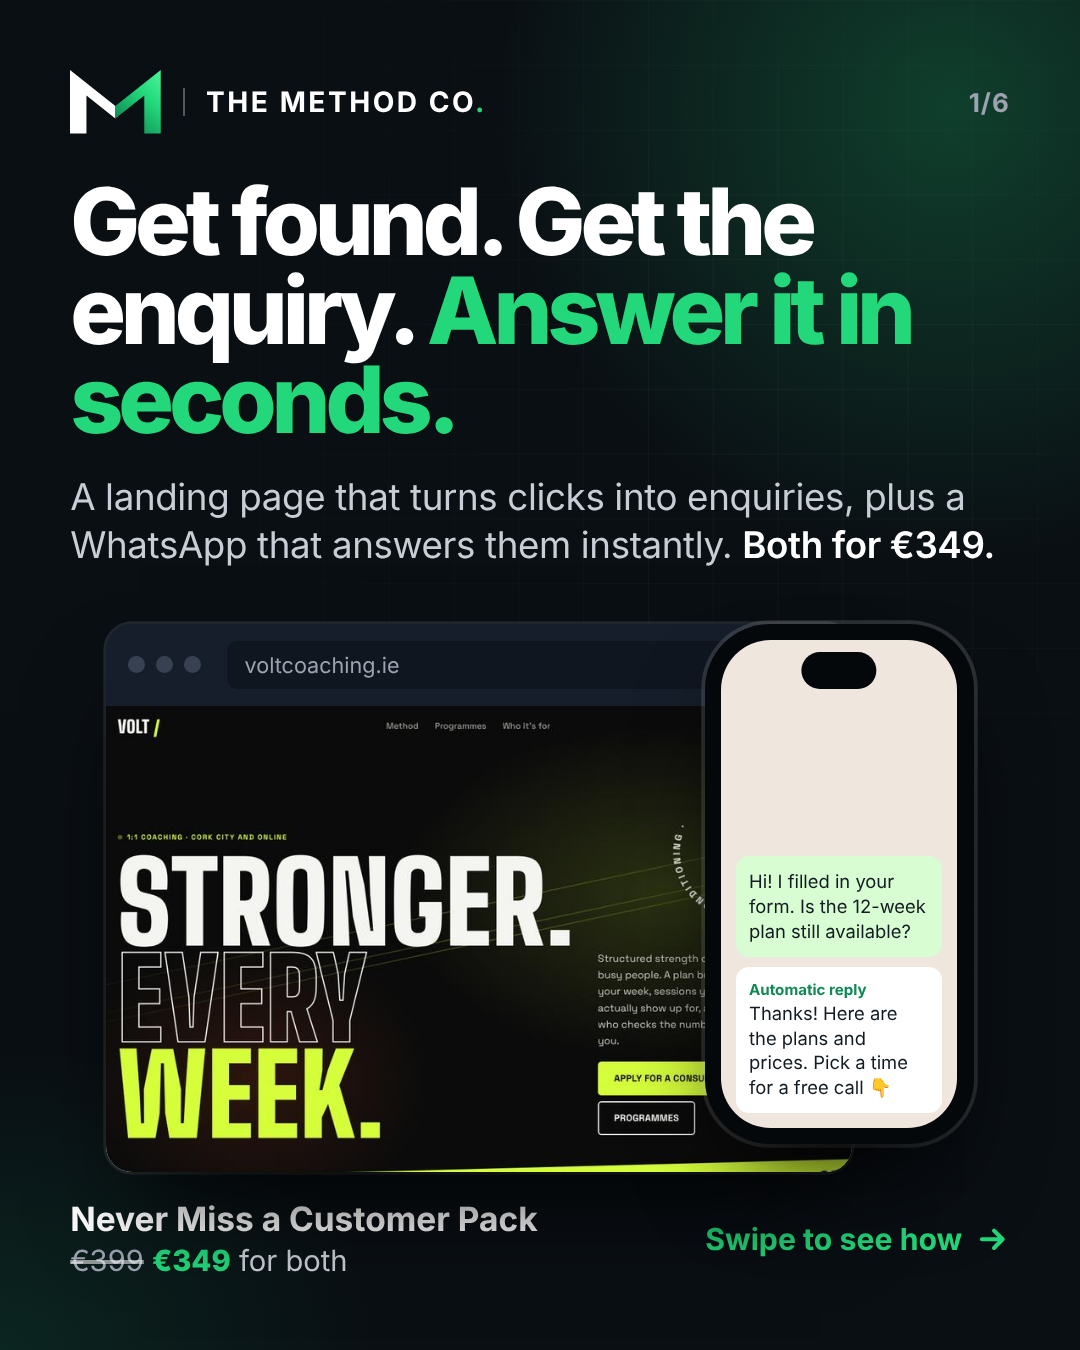 THE METHOD CO.
1/6
Get found. Get the
enquiry. Answer it in
seconds.
A landing page that turns clicks into enquiries, plus a
WhatsApp that answers them instantly. Both for €349.
voltcoaching.ie
VOLT /
Method Programmes Who It's for
1:1 COACHING · CORK CITY AND ONLINE
STRONGER.
EVERY
WEEK.
Structured strength
busy people. A plan
your week, sessions
actually show up for,
who checks the
you.
APPLY FOR A
PROGRAMMES
Hi! I filled in your
form. Is the 12-week
plan still available?
Automatic reply
Thanks! Here are
the plans and
prices. Pick a time
for a free call 👇
Never Miss a Customer Pack
€399 €349 for both
Swipe to see how →